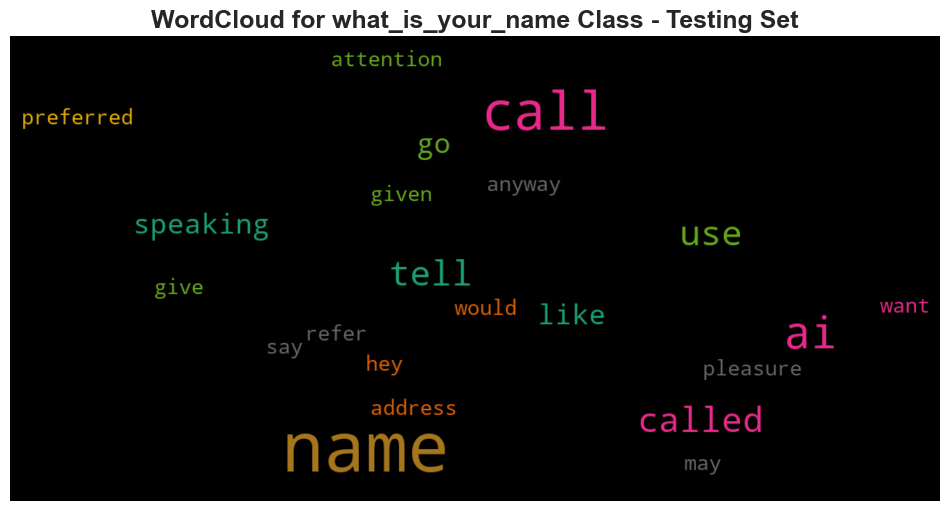 WordCloud for what_is_your_name Class - Testing Set
attention
call
preferred
go
anyway
given
speaking
use
tell
give
would
like
want
refer
ai
say
hey
pleasure
address
called
name
may